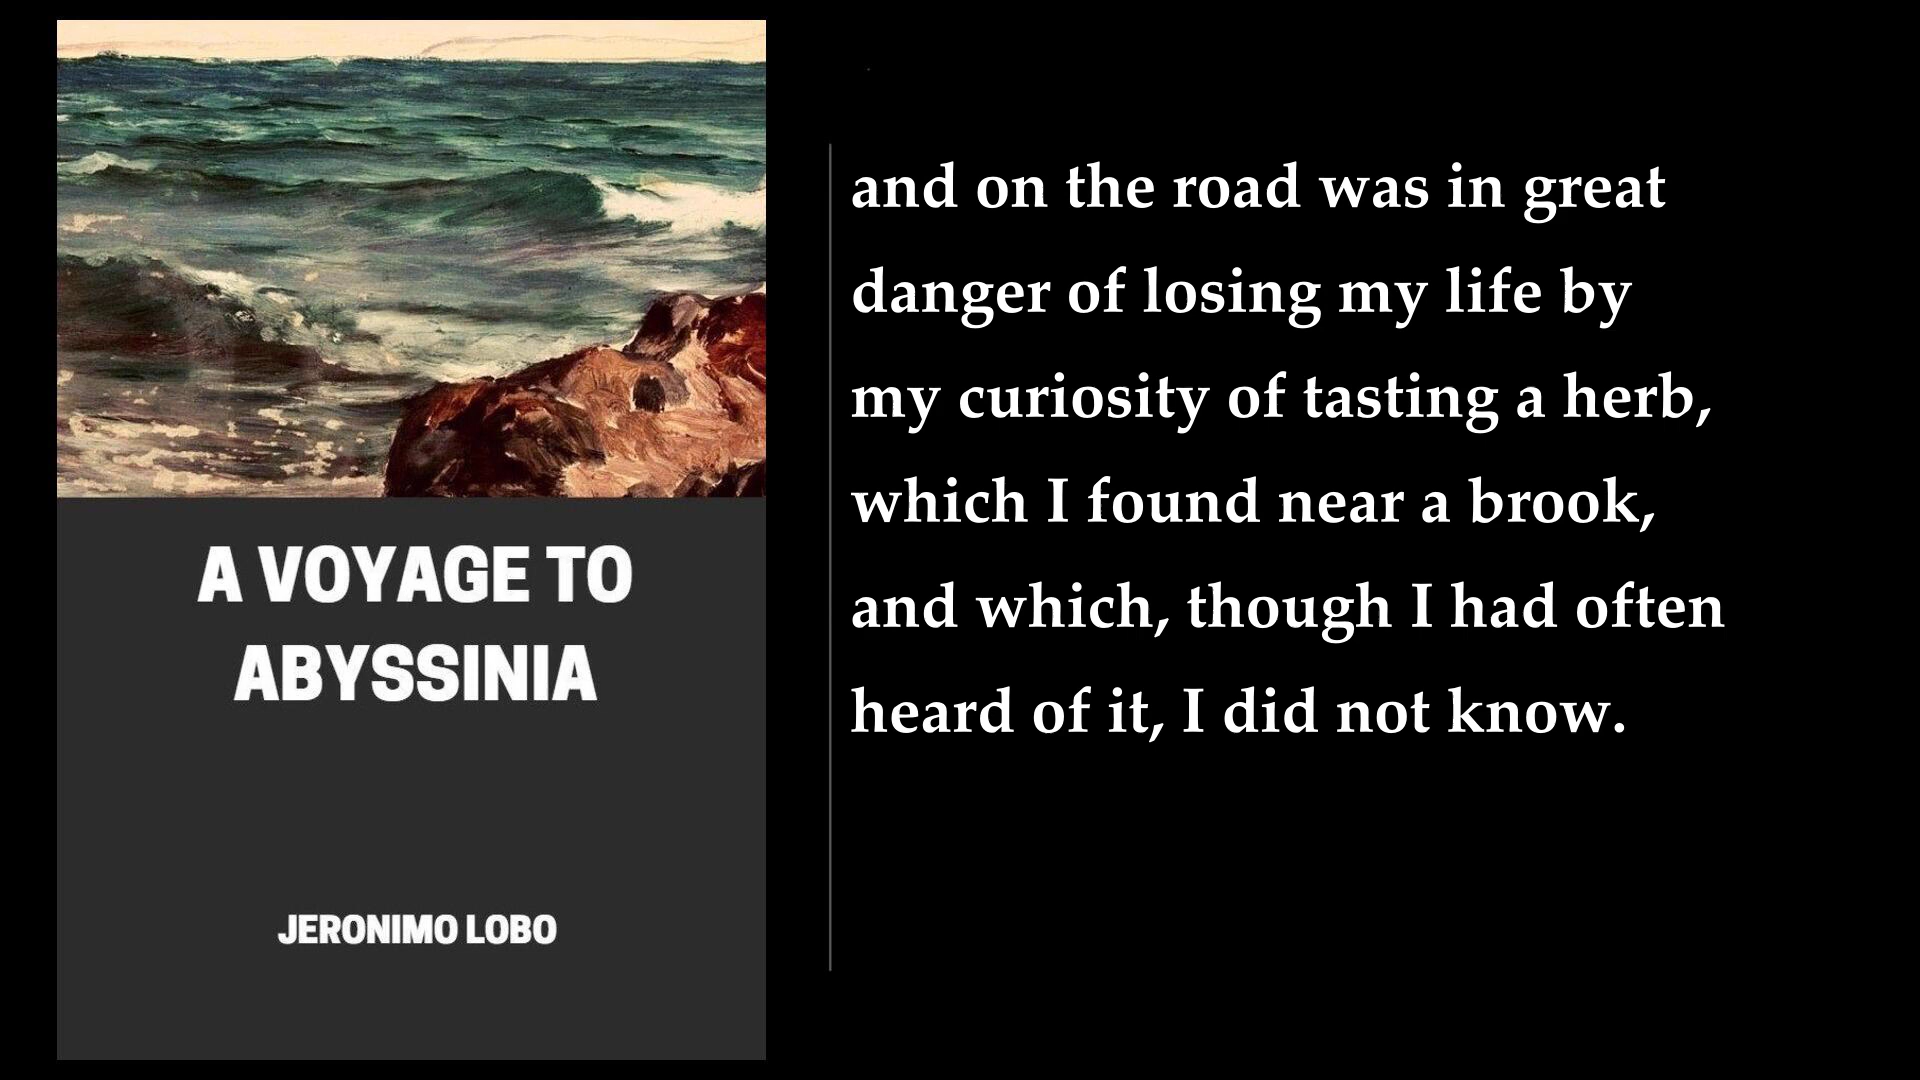 A VOYAGE TO
ABYSSINIA
JERONIMO LOBO
and on the road was in great
danger of losing my life by
my curiosity of tasting a herb,
which I found near a brook,
and which, though I had often
heard of it, I did not know.